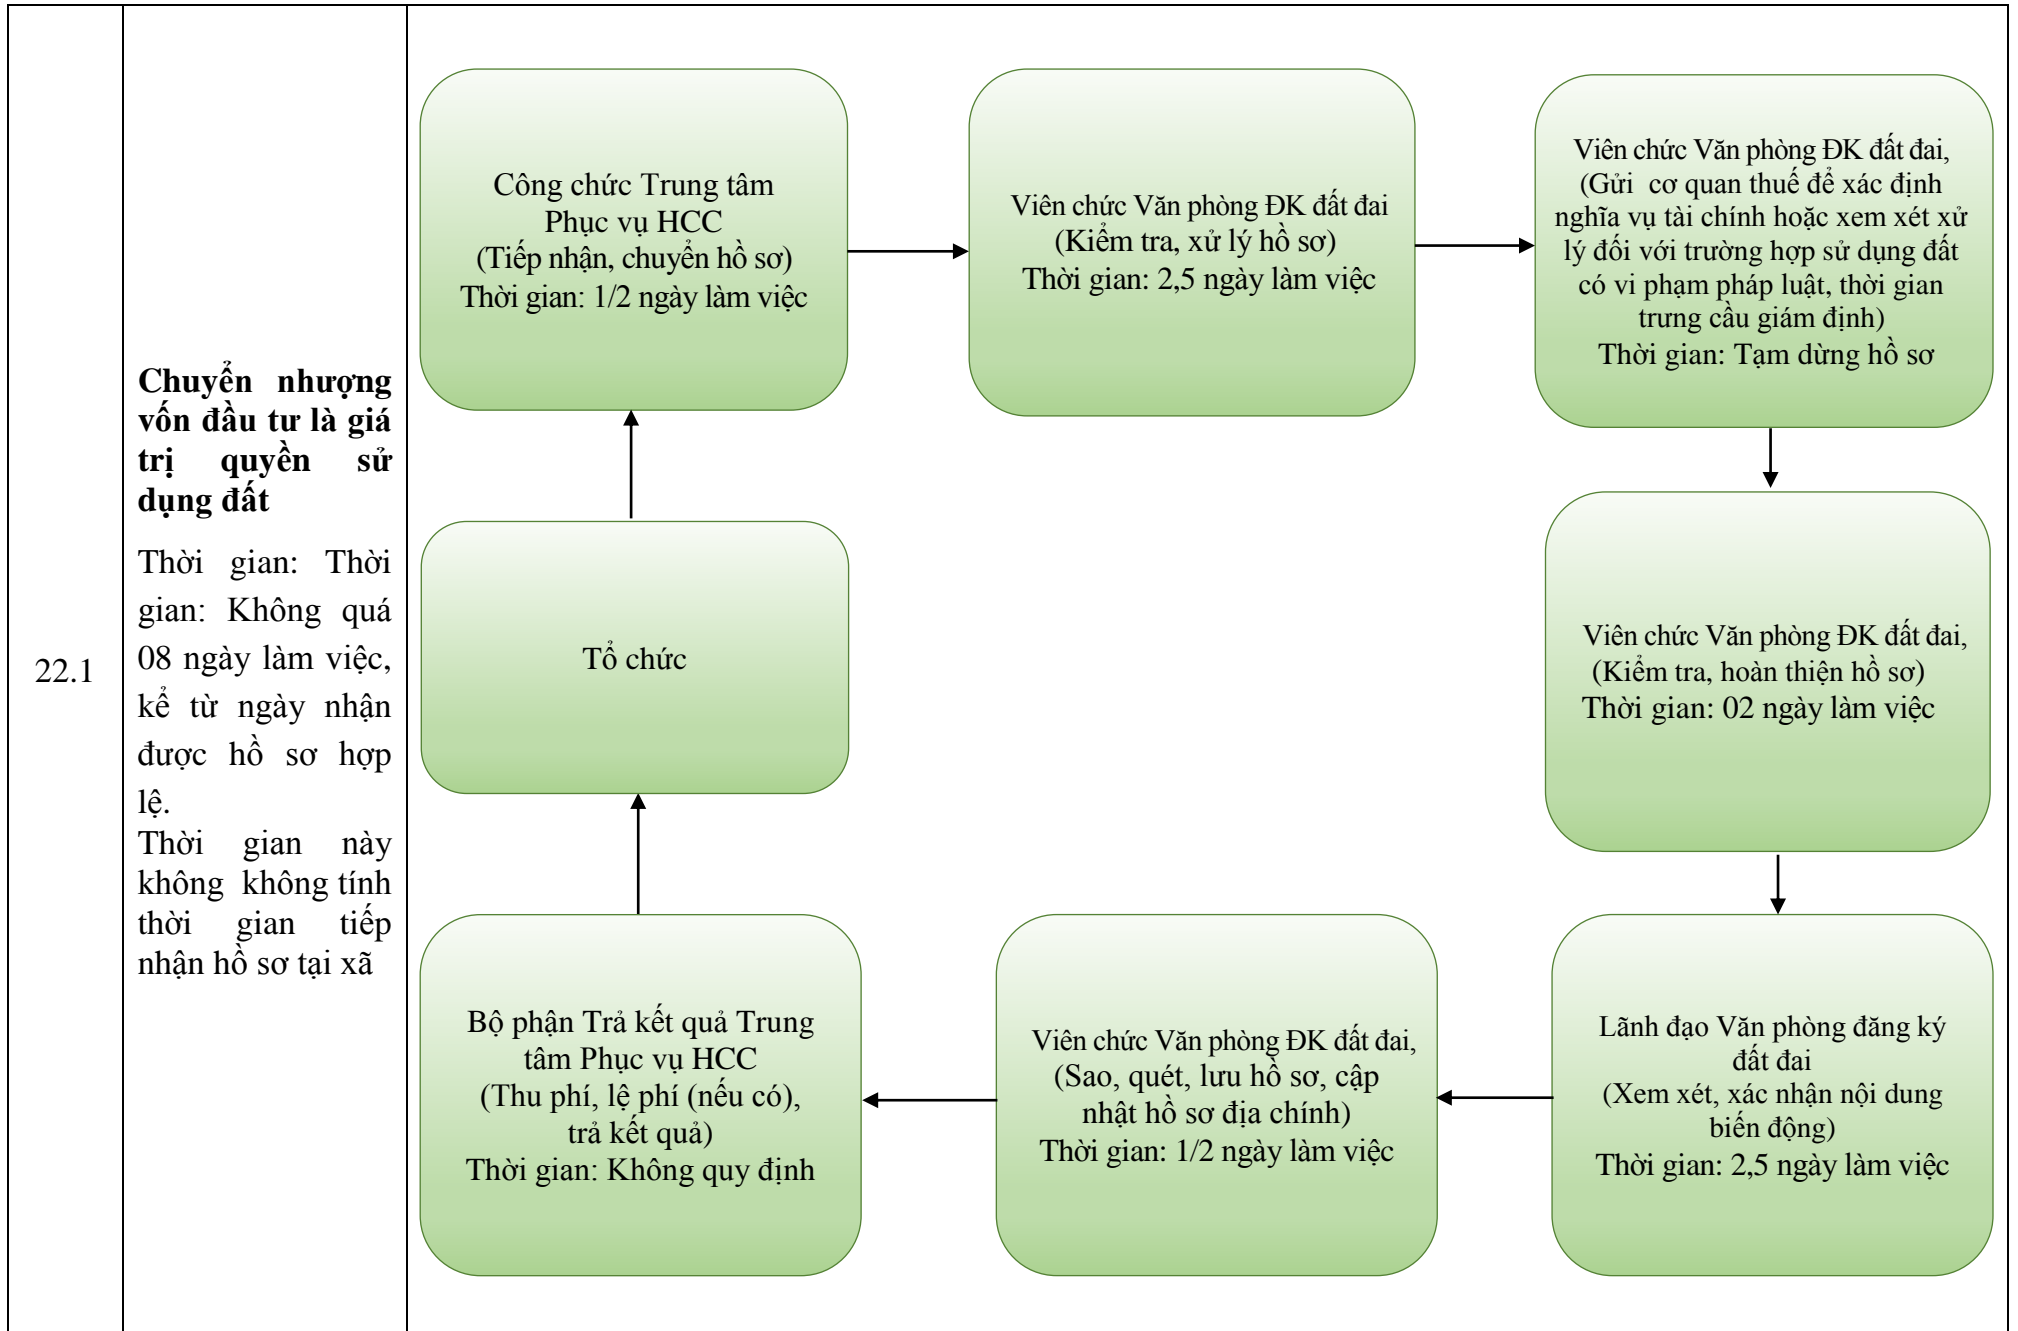 22.1
Chuyển nhượng
vốn đầu tư là giá
trị quyền sử
dụng đất
Thời gian: Thời
gian: Không quá
08 ngày làm việc,
kể từ ngày nhận
được hồ sơ hợp
lệ.
Thời gian này
không không tính
thời gian tiếp
nhận hồ sơ tại xã
Công chức Trung tâm
Phục vụ HCC
(Tiếp nhận, chuyển hồ sơ)
Thời gian: 1/2 ngày làm việc
Viên chức Văn phòng ĐK đất đai
(Kiểm tra, xử lý hồ sơ)
Thời gian: 2,5 ngày làm việc
Viên chức Văn phòng ĐK đất đai,
(Gửi cơ quan thuế để xác định
nghĩa vụ tài chính hoặc xem xét xử
lý đối với trường hợp sử dụng đất
có vi phạm pháp luật, thời gian
trưng cầu giám định)
Thời gian: Tạm dừng hồ sơ
Viên chức Văn phòng ĐK đất đai,
(Kiểm tra, hoàn thiện hồ sơ)
Thời gian: 02 ngày làm việc
Lãnh đạo Văn phòng đăng ký
đất đai
(Xem xét, xác nhận nội dung
biến động)
Thời gian: 2,5 ngày làm việc
Viên chức Văn phòng ĐK đất đai,
(Sao, quét, lưu hồ sơ, cập
nhật hồ sơ địa chính)
Thời gian: 1/2 ngày làm việc
Bộ phận Trả kết quả Trung
tâm Phục vụ HCC
(Thu phí, lệ phí (nếu có),
trả kết quả)
Thời gian: Không quy định
Tổ chức